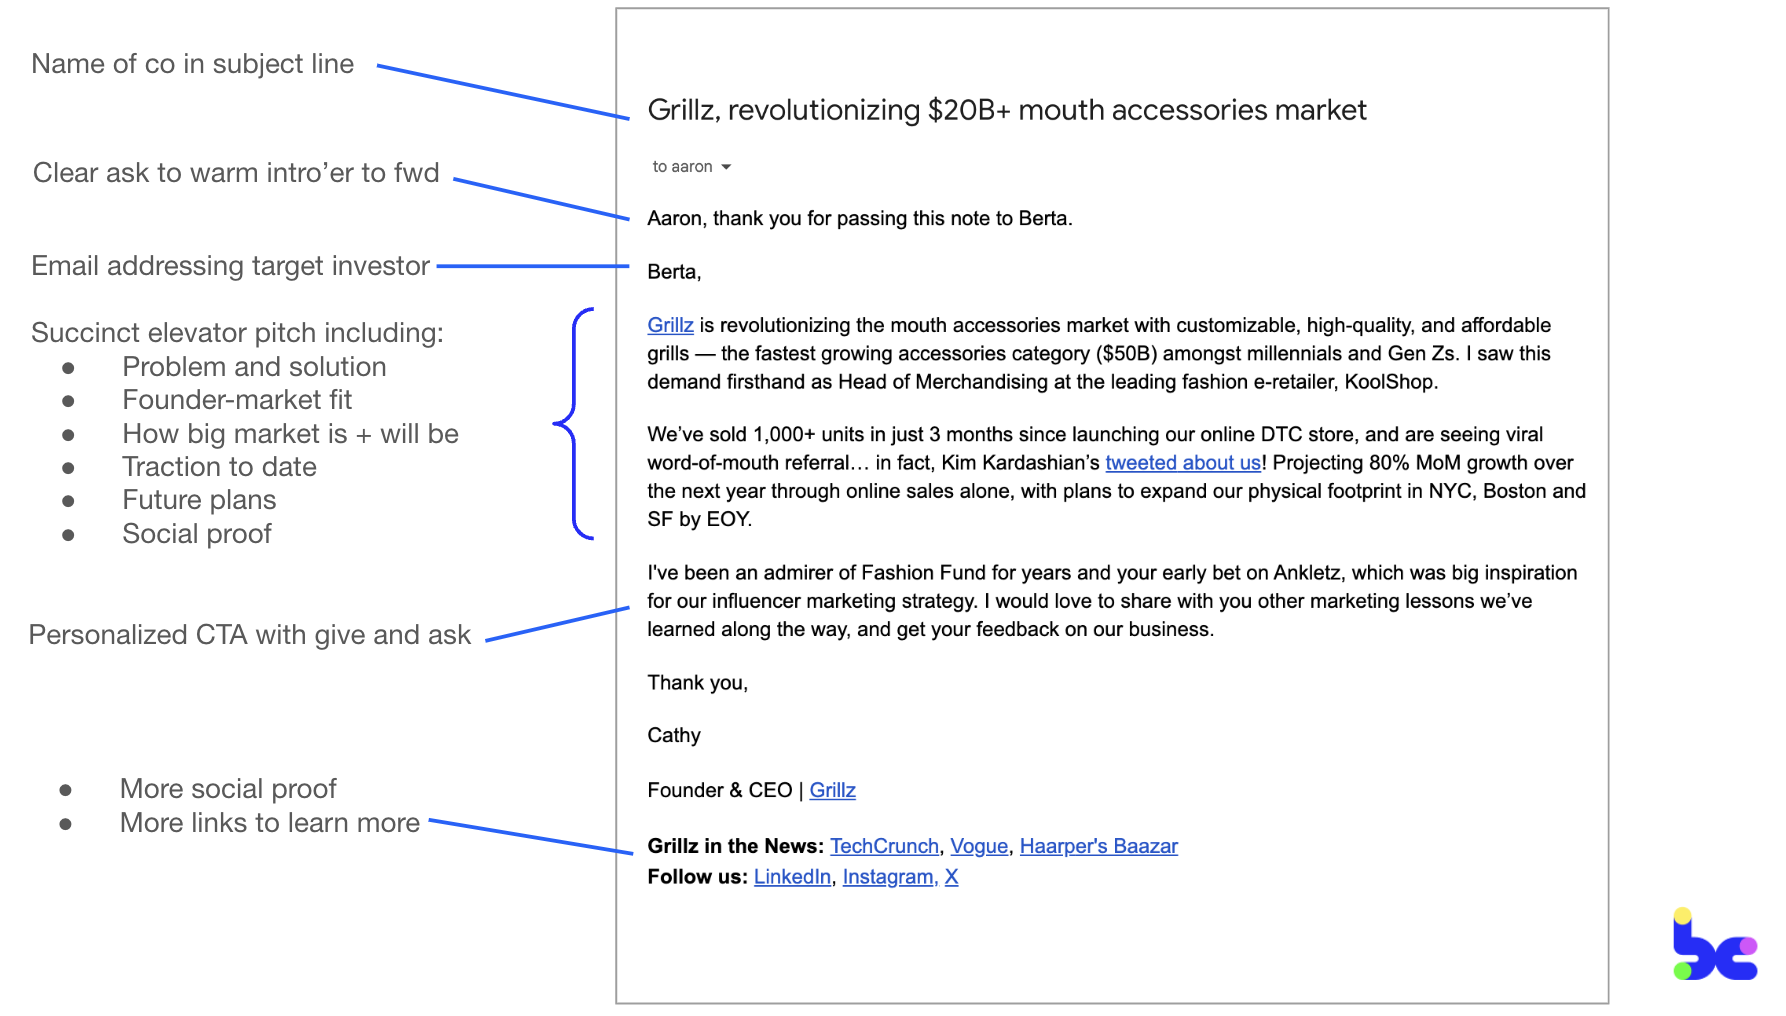 Name of co in subject line
Clear ask to warm intro’er to fwd
Email addressing target investor
Succinct elevator pitch including:
● Problem and solution
● Founder-market fit
● How big market is + will be
● Traction to date
● Future plans
● Social proof
Personalized CTA with give and ask
● More social proof
● More links to learn more
Grillz, revolutionizing $20B+ mouth accessories market
to aaron
Aaron, thank you for passing this note to Berta.
Berta,
Grillz is revolutionizing the mouth accessories market with customizable, high-quality, and affordable
grills — the fastest growing accessories category ($50B) amongst millennials and Gen Zs. I saw this
demand firsthand as Head of Merchandising at the leading fashion e-retailer, KoolShop.
We’ve sold 1,000+ units in just 3 months since launching our online DTC store, and are seeing viral
word-of-mouth referral… in fact, Kim Kardashian’s tweeted about us! Projecting 80% MoM growth over
the next year through online sales alone, with plans to expand our physical footprint in NYC, Boston and
SF by EOY.
I've been an admirer of Fashion Fund for years and your early bet on Ankletz, which was big inspiration
for our influencer marketing strategy. I would love to share with you other marketing lessons we’ve
learned along the way, and get your feedback on our business.
Thank you,
Cathy
Founder & CEO | Grillz
Grillz in the News: TechCrunch, Vogue, Haarper's Baazar
Follow us: LinkedIn, Instagram, X
bc